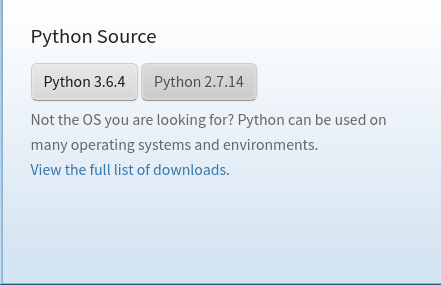 Python Source
Python 3.6.4 Python 2.7.14
Not the OS you are looking for? Python can be used on
many operating systems and environments.
View the full list of downloads.